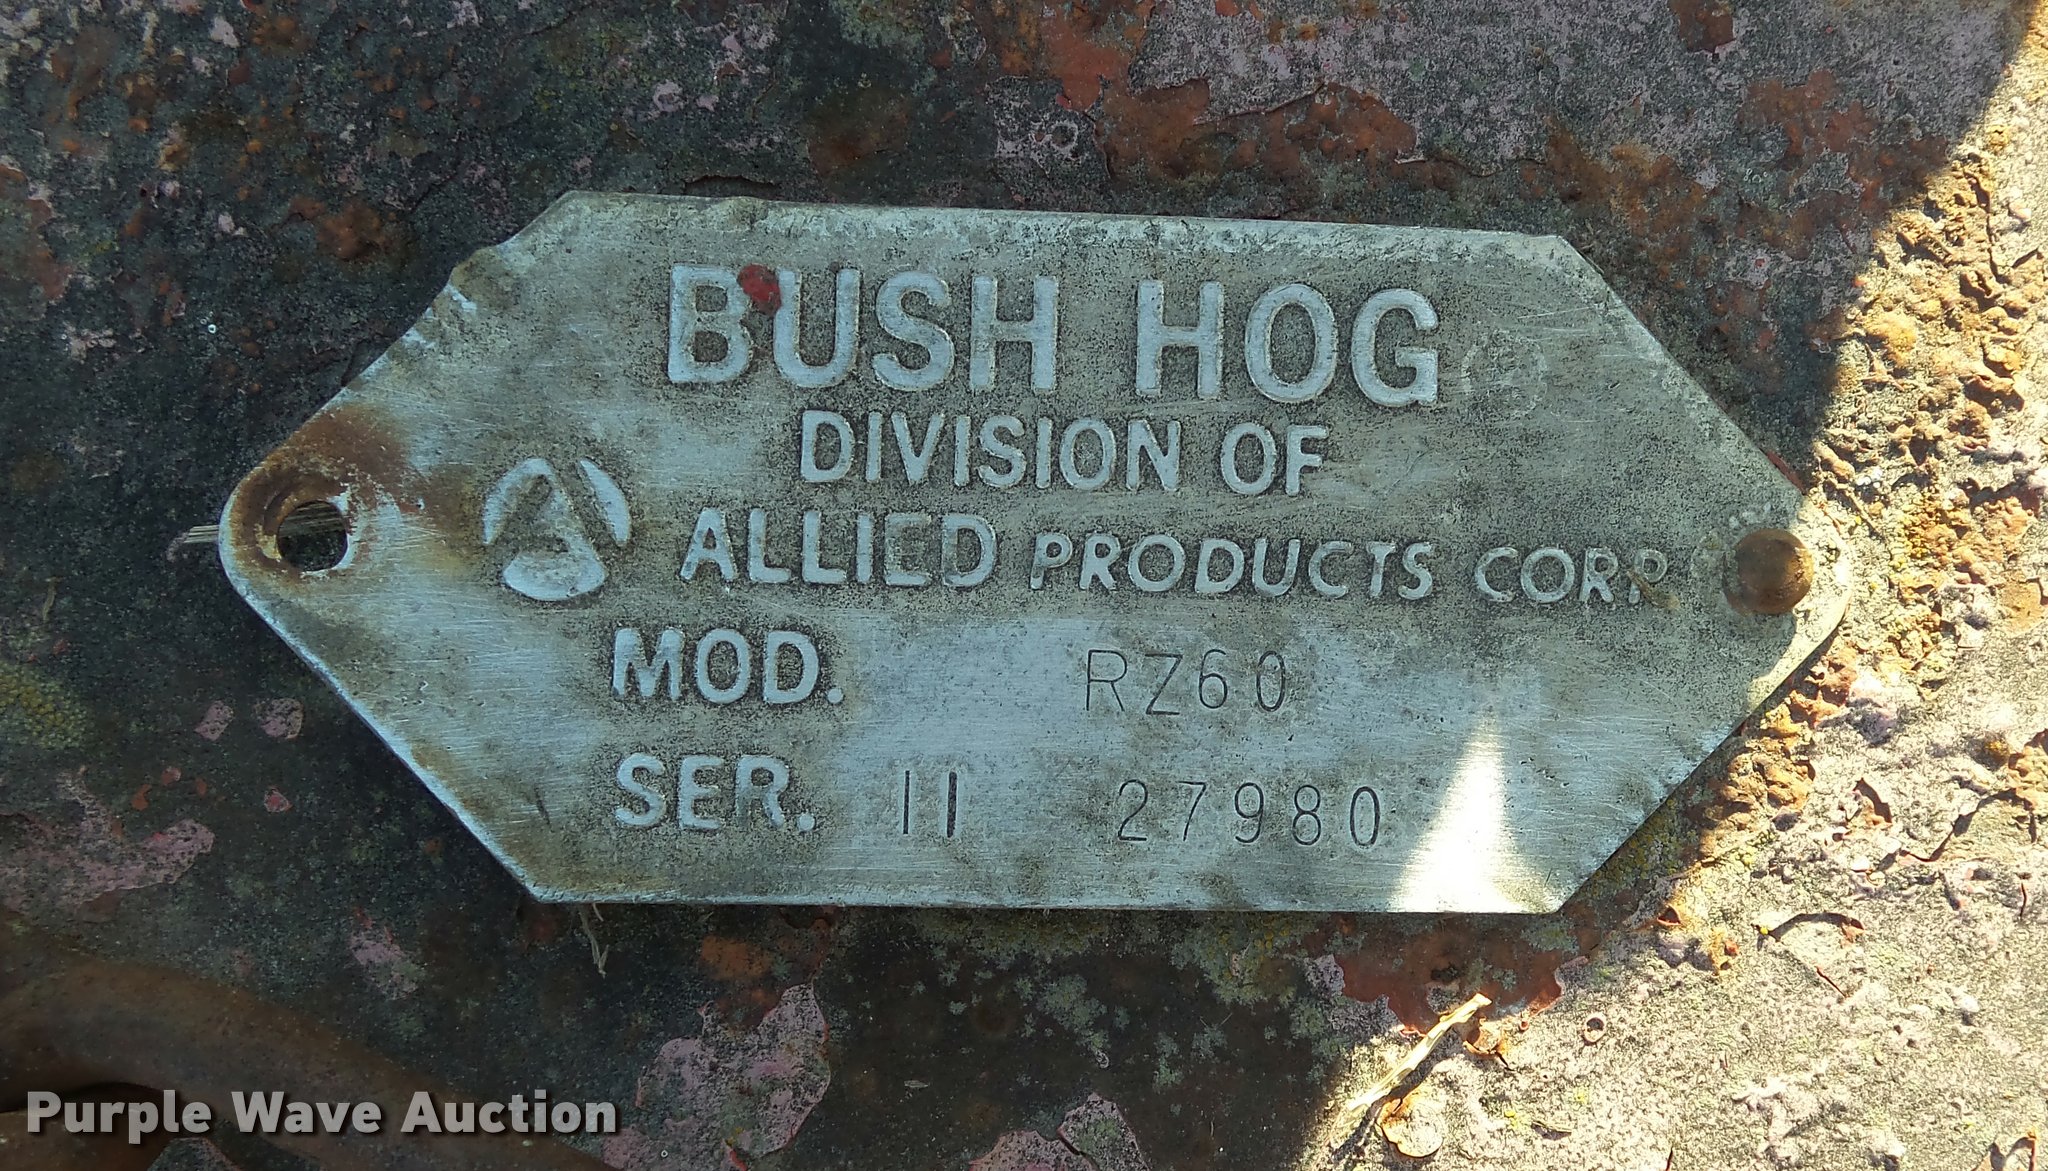 BUSH HOG
DIVISION OF
ALLIED PRODUCTS CORP
MOD. RZ60
SER. 11 27980
Purple Wave Auction